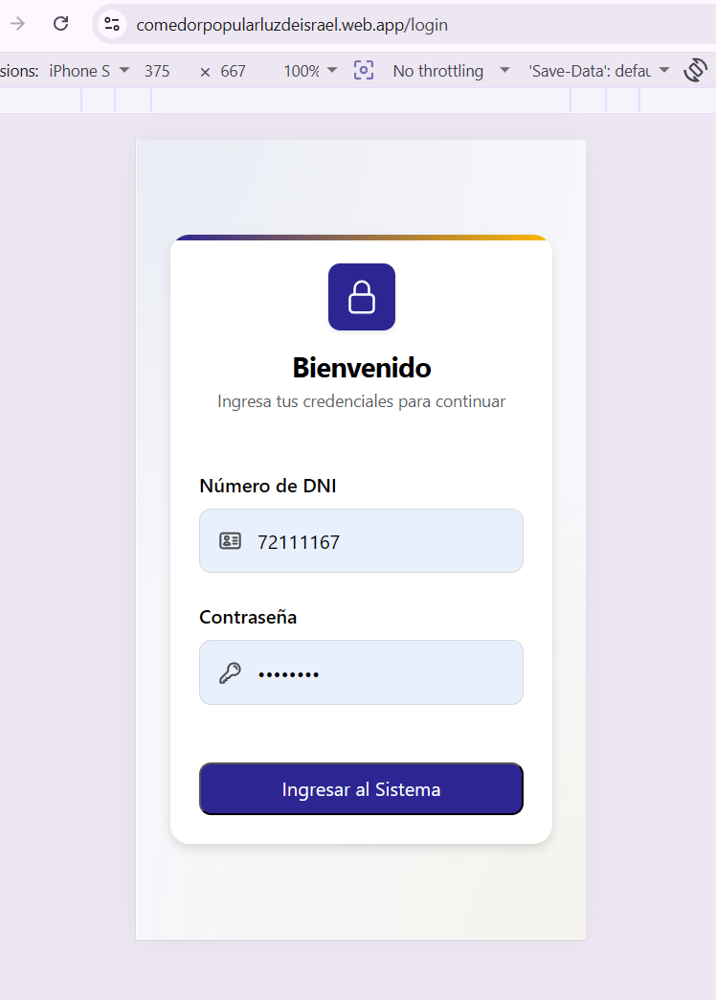 comedorpopularluzdeisrael.web.app/login
sions: iPhone S 375 × 667 100% No throttling 'Save-Data': defau
Bienvenido
Ingresa tus credenciales para continuar
Número de DNI
72111167
Contraseña
••••••••
Ingresar al Sistema